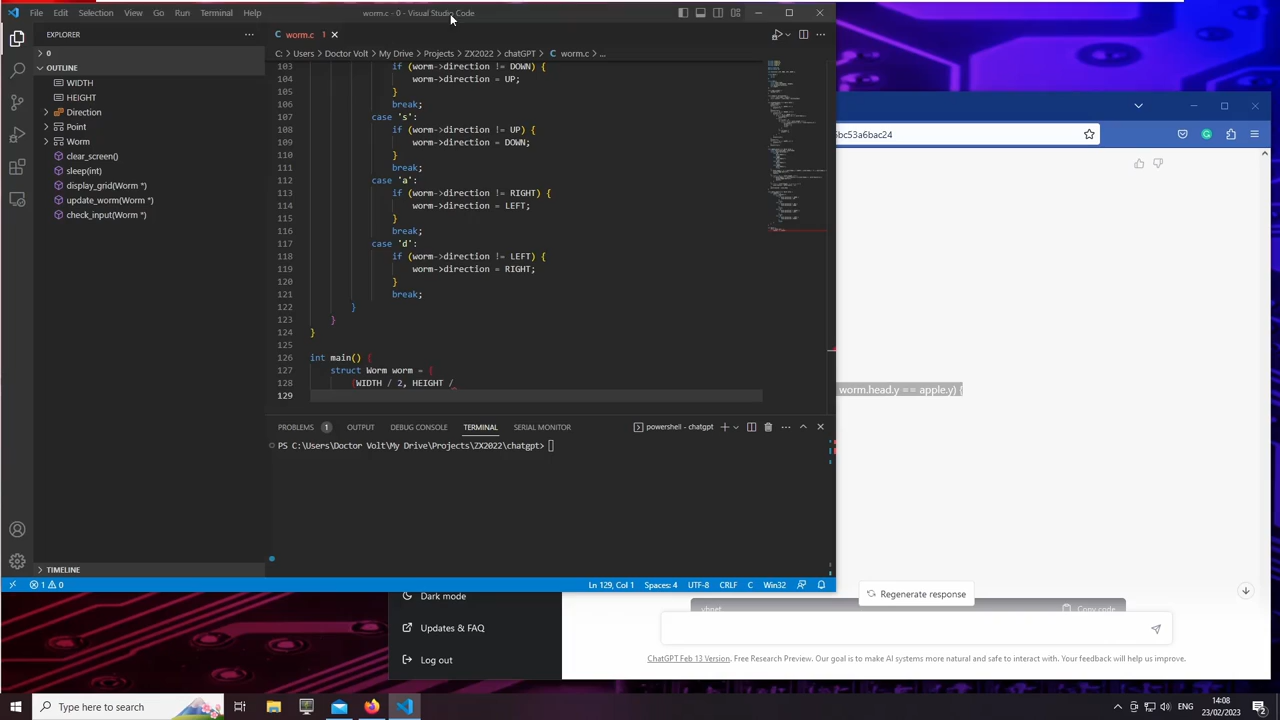 File Edit Selection View Go Run Terminal Help
worm.c - 0 - Visual Studio Code
EXPLORER
0
OUTLINE
WIDTH
HEIGHT
Direction
Point
Worm
clear_screen()
sleep(int)
display_grid(Worm *)
update_worm(Worm *)
check_input(Worm *)
TIMELINE
worm.c 1
C: > Users > Doctor Volt > My Drive > Projects > ZX2022 > chatGPT > C worm.c > ...
103 if (worm->direction != DOWN) {
104 worm->direction = UP;
105 }
106 break;
107 case 's':
108 if (worm->direction != UP) {
109 worm->direction = DOWN;
110 }
111 break;
112 case 'a':
113 if (worm->direction != RIGHT) {
114 worm->direction = LEFT;
115 }
116 break;
117 case 'd':
118 if (worm->direction != LEFT) {
119 worm->direction = RIGHT;
120 }
121 break;
122 }
123 }
124 }
125
126 int main() {
127 struct Worm worm = {
128 {WIDTH / 2, HEIGHT /
129
PROBLEMS 1 OUTPUT DEBUG CONSOLE TERMINAL SERIAL MONITOR
powershell - chatgpt
PS C:\Users\Doctor Volt\My Drive\Projects\ZX2022\chatgpt>
1 0
Ln 129, Col 1 Spaces: 4 UTF-8 CRLF C Win32
6bc53a6bac24
worm.head.y == apple.y) {
Regenerate response
vbnet
Copy code
Dark mode
Updates & FAQ
Log out
ChatGPT Feb 13 Version. Free Research Preview. Our goal is to make AI systems more natural and safe to interact with. Your feedback will help us improve.
Type here to search
ENG
14:08
23/02/2023
2